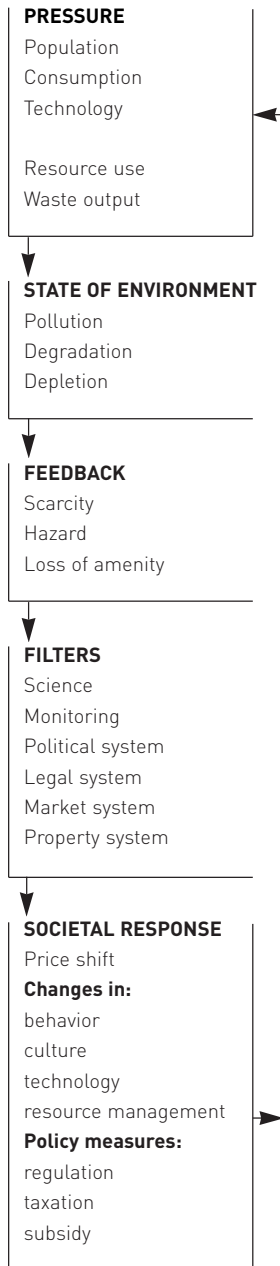 PRESSURE
Population
Consumption
Technology
Resource use
Waste output
STATE OF ENVIRONMENT
Pollution
Degradation
Depletion
FEEDBACK
Scarcity
Hazard
Loss of amenity
FILTERS
Science
Monitoring
Political system
Legal system
Market system
Property system
SOCIETAL RESPONSE
Price shift
Changes in:
behavior
culture
technology
resource management
Policy measures:
regulation
taxation
subsidy